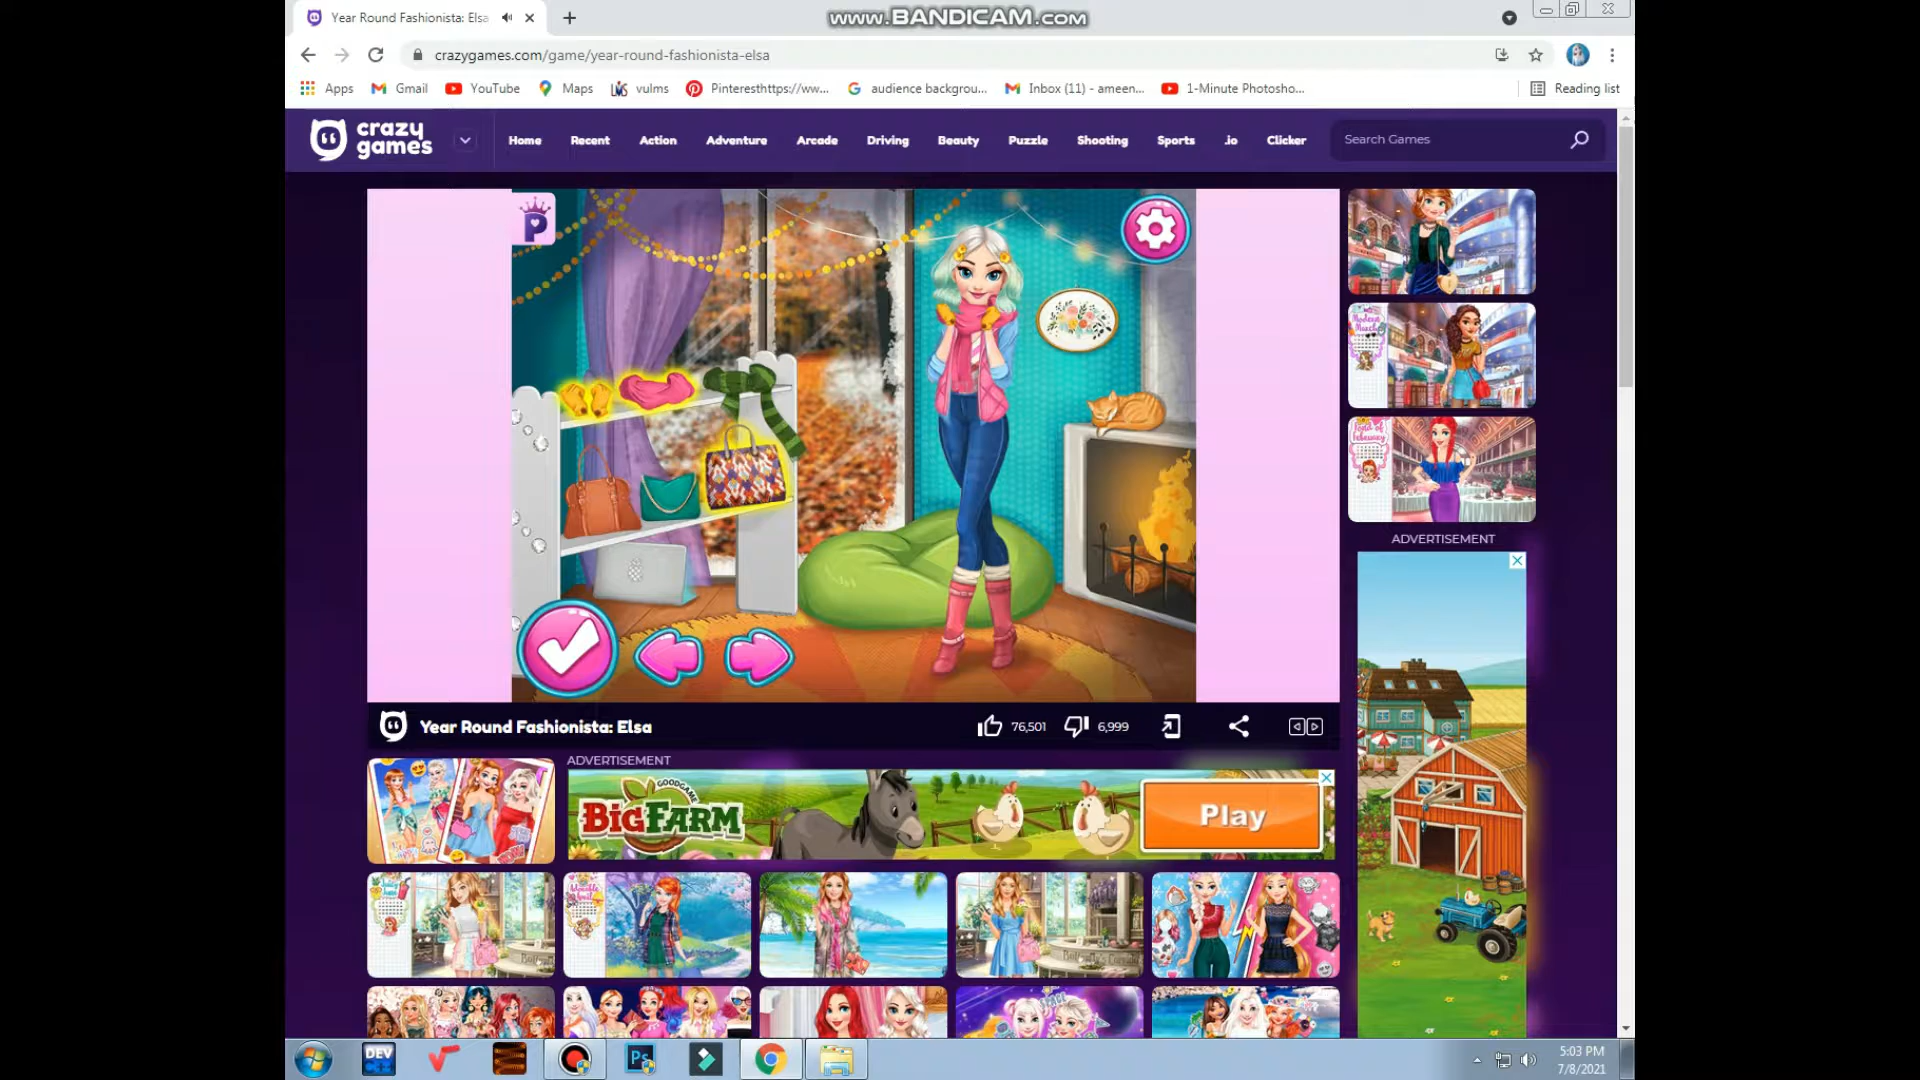 www.BANDICAM.com
Year Round Fashionista: Elsa
crazygames.com/game/year-round-fashionista-elsa
Apps
Gmail
YouTube
Maps
vulms
Pinteresthttps://ww...
audience backgrou...
Inbox (11) - ameen...
1-Minute Photosho...
Reading list
crazy
games
Home
Recent
Action
Adventure
Arcade
Driving
Beauty
Puzzle
Shooting
Sports
.io
Clicker
Search Games
P
ADVERTISEMENT
Year Round Fashionista: Elsa
76,501
6,999
ADVERTISEMENT
GOODGAME
BIGFARM
Play
DEV
C++
Ps
5:03 PM
7/8/2021